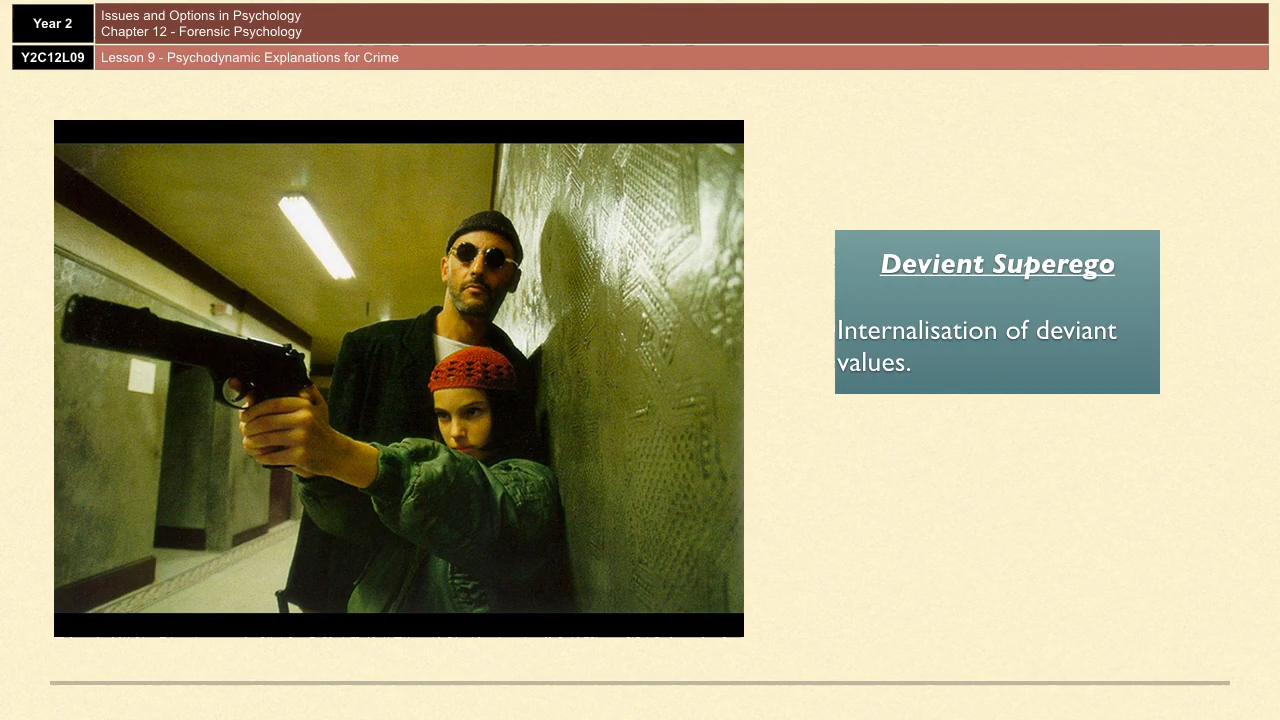 Year 2
Issues and Options in Psychology
Chapter 12 - Forensic Psychology
Y2C12L09
Lesson 9 - Psychodynamic Explanations for Crime
Devient Superego
Internalisation of deviant
values.